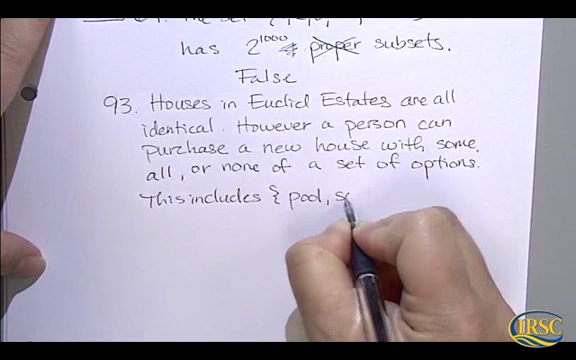 has 2^1000 proper subsets.
False
93. Houses in Euclid Estates are all
identical. However a person can
purchase a new house with some,
all, or none of a set of options.
This includes { pool, sc
IRSC